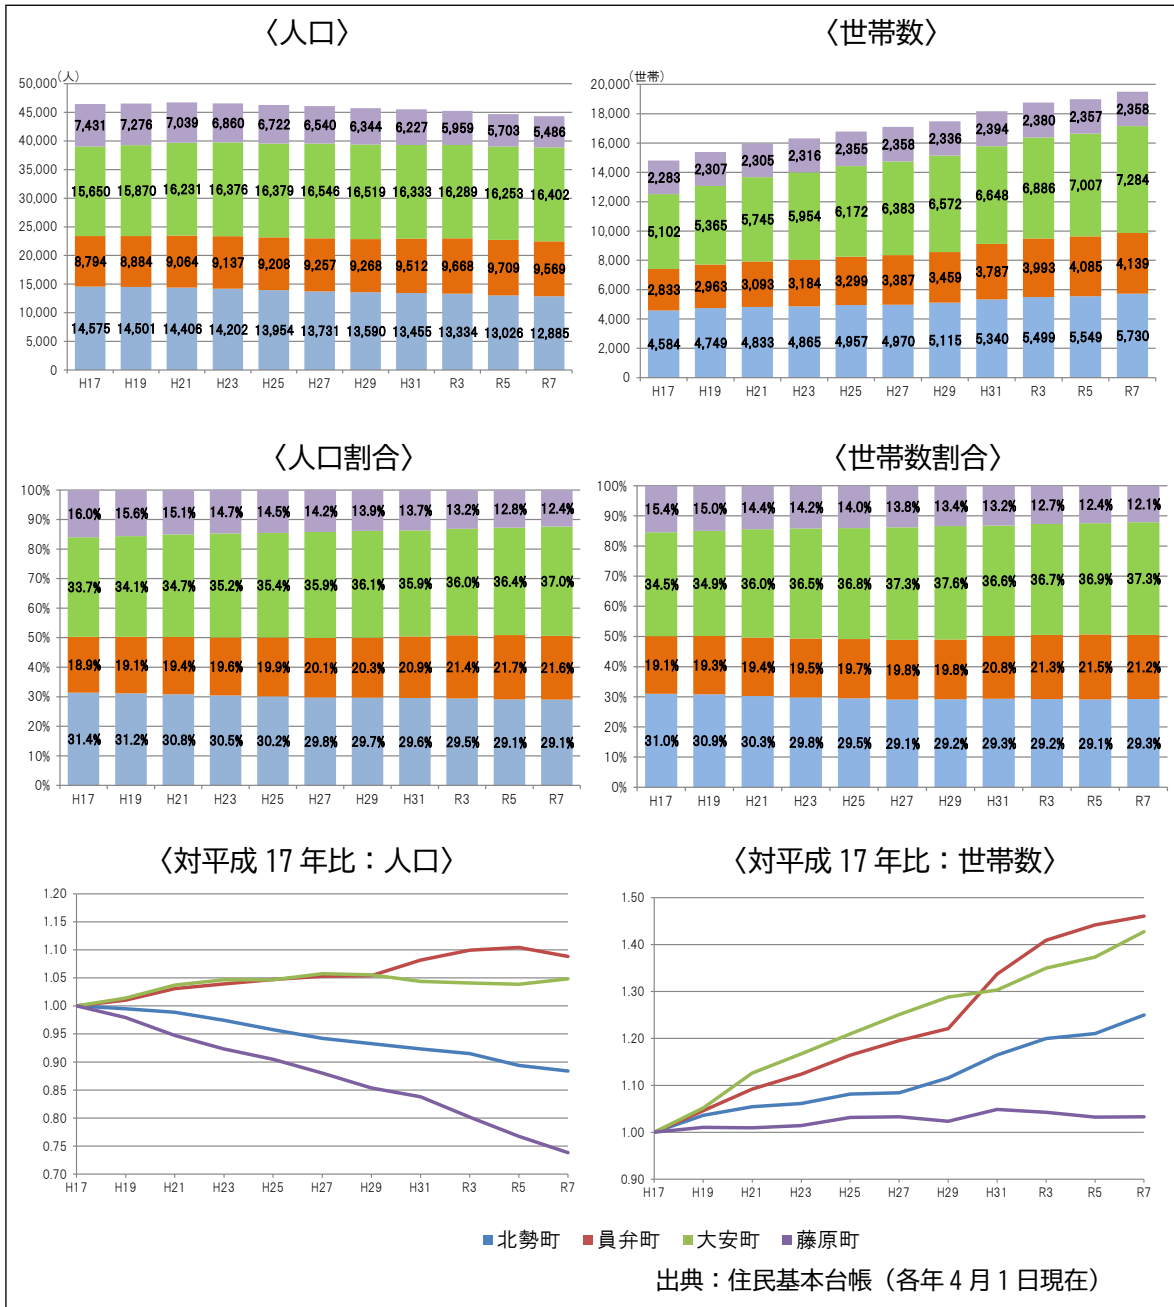 〈人口〉
(人)
50,000
45,000
40,000
35,000
30,000
25,000
20,000
15,000
10,000
5,000
0
7,431 7,276 7,039 6,860 6,722 6,540 6,344 6,227 5,959 5,703 5,486
15,650 15,870 16,231 16,376 16,379 16,546 16,519 16,333 16,289 16,253 16,402
8,794 8,884 9,064 9,137 9,208 9,257 9,268 9,512 9,668 9,709 9,569
14,575 14,501 14,406 14,202 13,954 13,731 13,590 13,455 13,334 13,026 12,885
H17 H19 H21 H23 H25 H27 H29 H31 R3 R5 R7
〈世帯数〉
(世帯)
20,000
18,000
16,000
14,000
12,000
10,000
8,000
6,000
4,000
2,000
0
2,283 2,307 2,305 2,316 2,355 2,358 2,336 2,394 2,380 2,357 2,358
5,102 5,365 5,745 5,954 6,172 6,383 6,572 6,648 6,886 7,007 7,284
2,833 2,963 3,093 3,184 3,299 3,387 3,459 3,787 3,993 4,085 4,139
4,584 4,749 4,833 4,865 4,957 4,970 5,115 5,340 5,499 5,549 5,730
H17 H19 H21 H23 H25 H27 H29 H31 R3 R5 R7
〈人口割合〉
100%
90%
80%
70%
60%
50%
40%
30%
20%
10%
0%
16.0% 15.6% 15.1% 14.7% 14.5% 14.2% 13.9% 13.7% 13.2% 12.8% 12.4%
33.7% 34.1% 34.7% 35.2% 35.4% 35.9% 36.1% 35.9% 36.0% 36.4% 37.0%
18.9% 19.1% 19.4% 19.6% 19.9% 20.1% 20.3% 20.9% 21.4% 21.7% 21.6%
31.4% 31.2% 30.8% 30.5% 30.2% 29.8% 29.7% 29.6% 29.5% 29.1% 29.1%
H17 H19 H21 H23 H25 H27 H29 H31 R3 R5 R7
〈世帯数割合〉
100%
90%
80%
70%
60%
50%
40%
30%
20%
10%
0%
15.4% 15.0% 14.4% 14.2% 14.0% 13.8% 13.4% 13.2% 12.7% 12.4% 12.1%
34.5% 34.9% 36.0% 36.5% 36.8% 37.3% 37.6% 36.6% 36.7% 36.9% 37.3%
19.1% 19.3% 19.4% 19.5% 19.7% 19.8% 19.8% 20.8% 21.3% 21.5% 21.2%
31.0% 30.9% 30.3% 29.8% 29.5% 29.1% 29.2% 29.3% 29.2% 29.1% 29.3%
H17 H19 H21 H23 H25 H27 H29 H31 R3 R5 R7
〈対平成17年比：人口〉
1.20
1.15
1.10
1.05
1.00
0.95
0.90
0.85
0.80
0.75
0.70
H17 H19 H21 H23 H25 H27 H29 H31 R3 R5 R7
〈対平成17年比：世帯数〉
1.50
1.40
1.30
1.20
1.10
1.00
0.90
H17 H19 H21 H23 H25 H27 H29 H31 R3 R5 R7
北勢町 員弁町 大安町 藤原町
出典：住民基本台帳（各年4月1日現在）